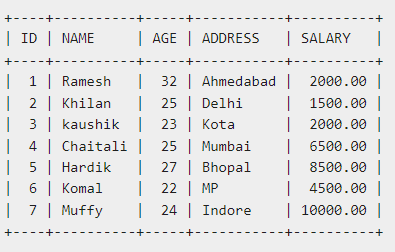 +----+----------+-----+-----------+----------+
| ID | NAME     | AGE | ADDRESS   | SALARY   |
+----+----------+-----+-----------+----------+
|  1 | Ramesh   |  32 | Ahmedabad |  2000.00 |
|  2 | Khilan   |  25 | Delhi     |  1500.00 |
|  3 | kaushik  |  23 | Kota      |  2000.00 |
|  4 | Chaitali |  25 | Mumbai    |  6500.00 |
|  5 | Hardik   |  27 | Bhopal    |  8500.00 |
|  6 | Komal    |  22 | MP        |  4500.00 |
|  7 | Muffy    |  24 | Indore    | 10000.00 |
+----+----------+-----+-----------+----------+